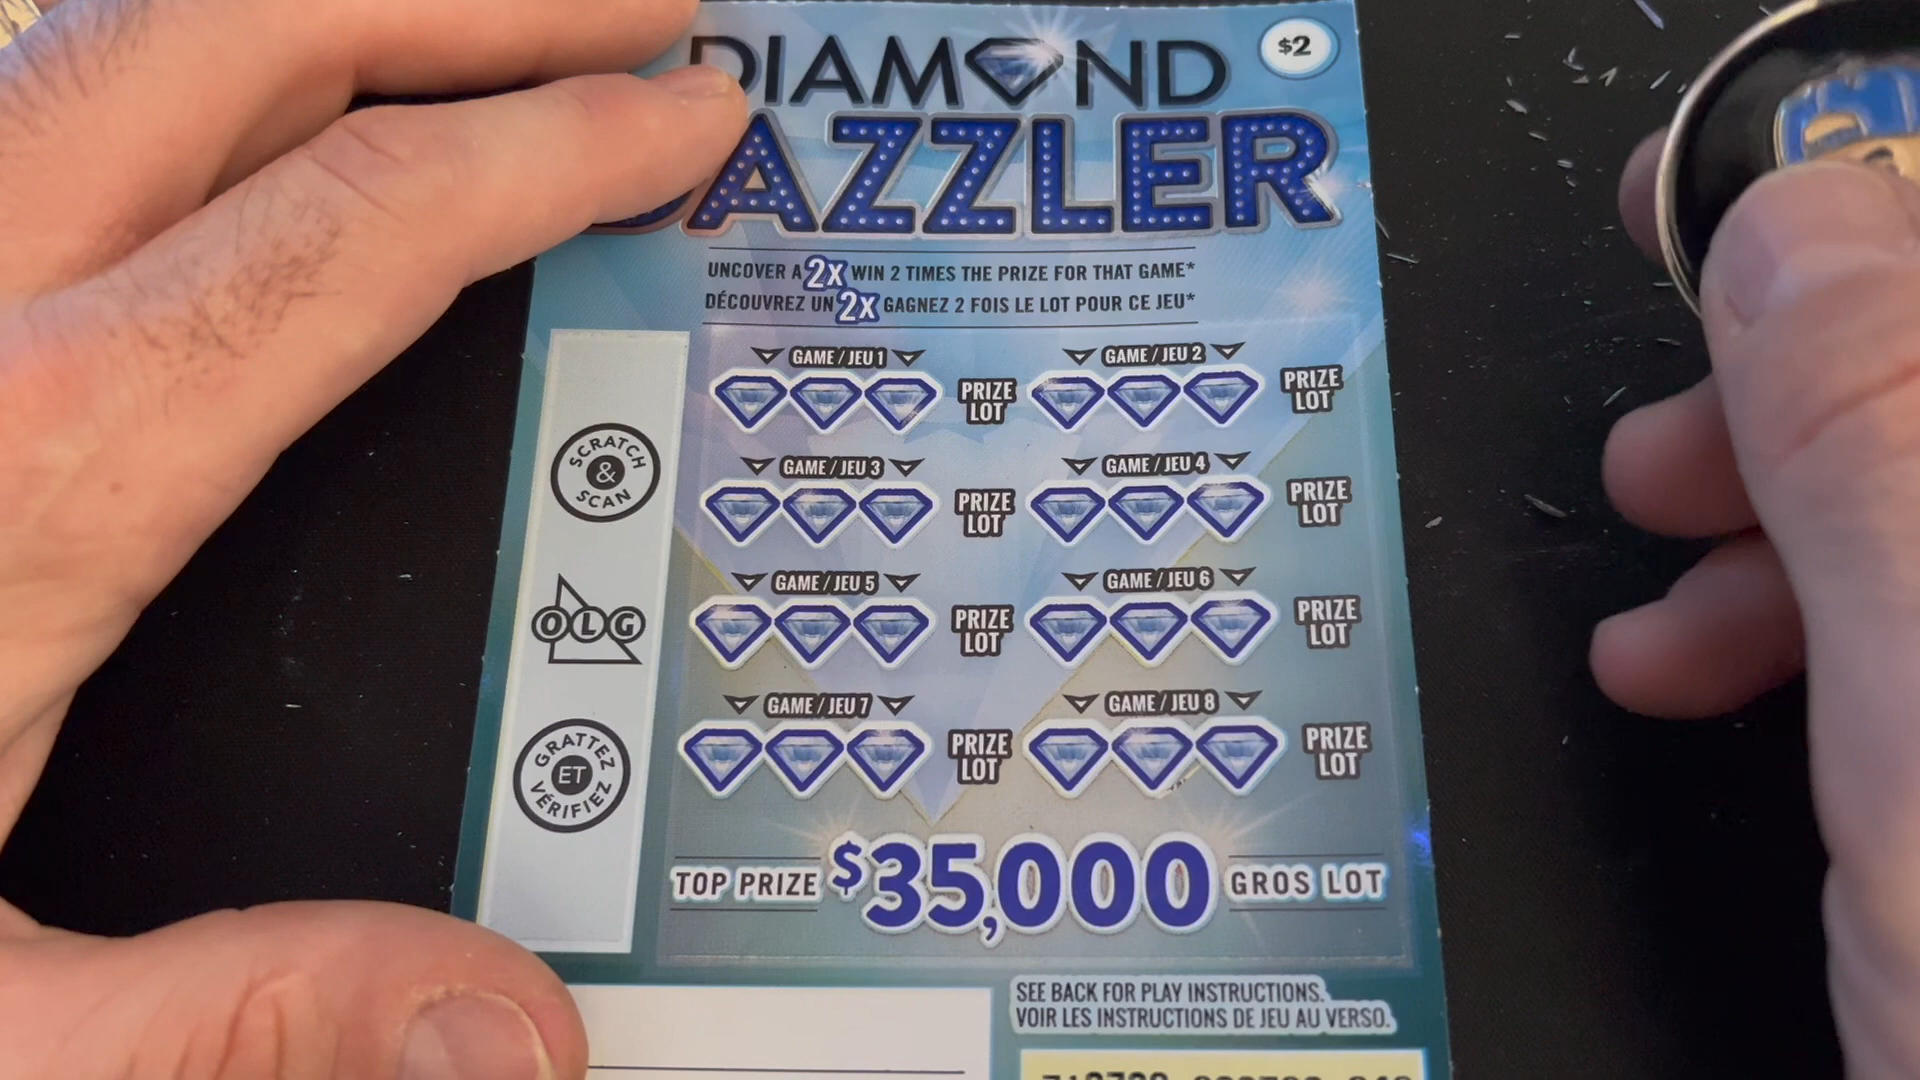 DIAMOND
$2
DAZZLER
UNCOVER A 2X WIN 2 TIMES THE PRIZE FOR THAT GAME*
DÉCOUVREZ UN 2X GAGNEZ 2 FOIS LE LOT POUR CE JEU*
SCRATCH & SCAN
OLG
GRATTEZ ET VÉRIFIEZ
GAME / JEU 1
PRIZE
LOT
GAME / JEU 2
PRIZE
LOT
GAME / JEU 3
PRIZE
LOT
GAME / JEU 4
PRIZE
LOT
GAME / JEU 5
PRIZE
LOT
GAME / JEU 6
PRIZE
LOT
GAME / JEU 7
PRIZE
LOT
GAME / JEU 8
PRIZE
LOT
TOP PRIZE $35,000 GROS LOT
SEE BACK FOR PLAY INSTRUCTIONS.
VOIR LES INSTRUCTIONS DE JEU AU VERSO.